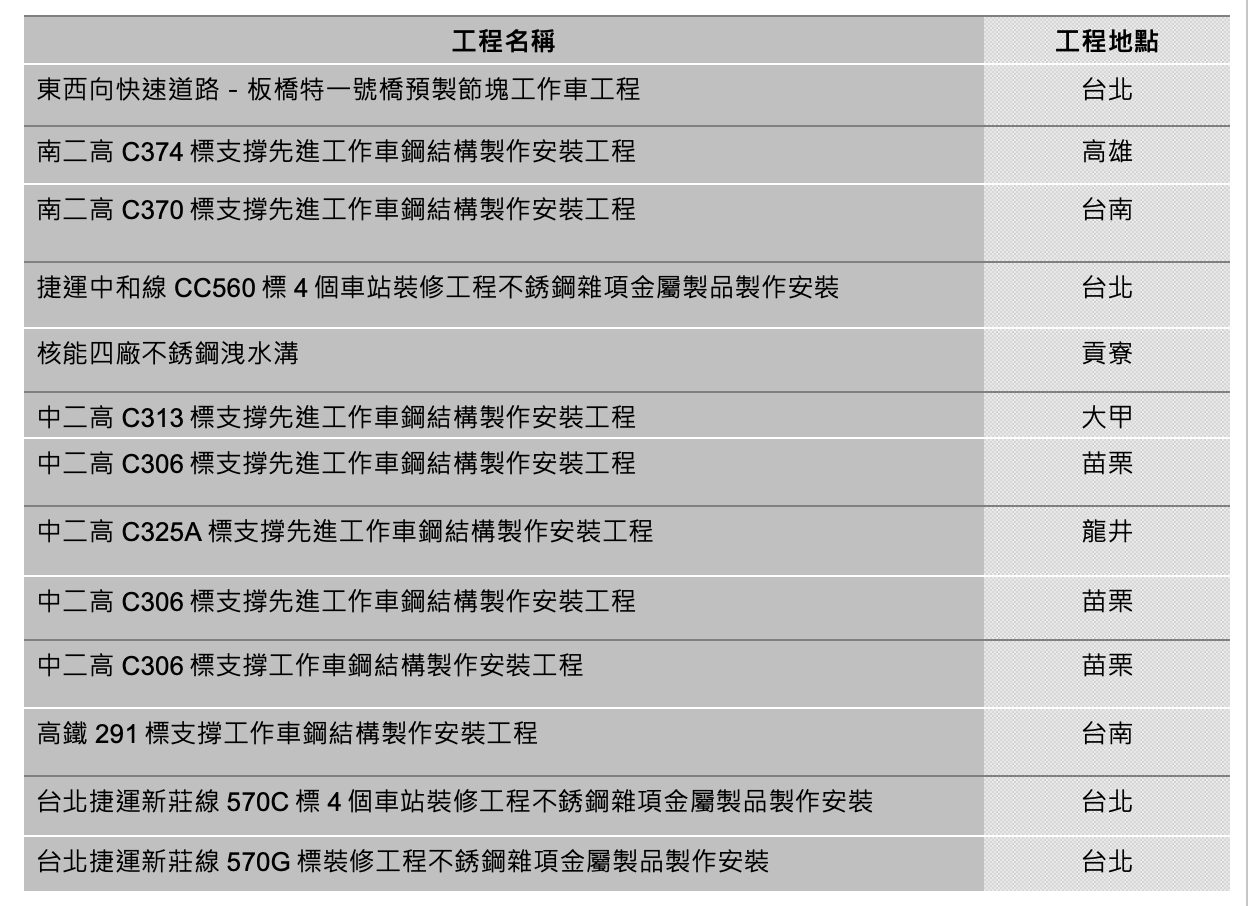 工程名稱 工程地點
東西向快速道路－板橋特一號橋預製節塊工作車工程 台北
南二高 C374 標支撐先進工作車鋼結構製作安裝工程 高雄
南二高 C370 標支撐先進工作車鋼結構製作安裝工程 台南
捷運中和線 CC560 標 4 個車站裝修工程不銹鋼雜項金屬製品製作安裝 台北
核能四廠不銹鋼洩水溝 貢寮
中二高 C313 標支撐先進工作車鋼結構製作安裝工程 大甲
中二高 C306 標支撐先進工作車鋼結構製作安裝工程 苗栗
中二高 C325A 標支撐先進工作車鋼結構製作安裝工程 龍井
中二高 C306 標支撐先進工作車鋼結構製作安裝工程 苗栗
中二高 C306 標支撐工作車鋼結構製作安裝工程 苗栗
高鐵 291 標支撐工作車鋼結構製作安裝工程 台南
台北捷運新莊線 570C 標 4 個車站裝修工程不銹鋼雜項金屬製品製作安裝 台北
台北捷運新莊線 570G 標裝修工程不銹鋼雜項金屬製品製作安裝 台北